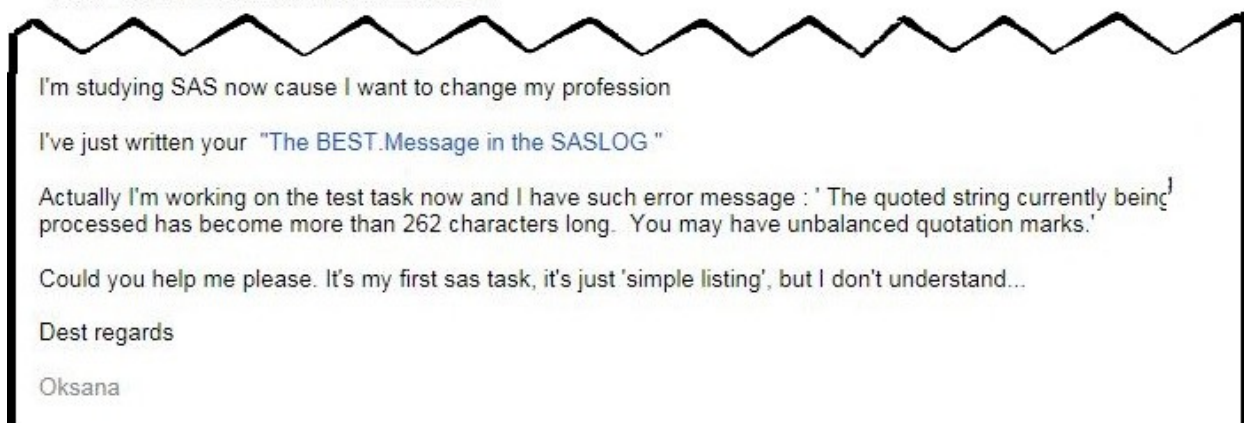 I'm studying SAS now cause I want to change my profession
I've just written your "The BEST.Message in the SASLOG "
Actually I'm working on the test task now and I have such error message : ' The quoted string currently being
processed has become more than 262 characters long. You may have unbalanced quotation marks.'
Could you help me please. It's my first sas task, it's just 'simple listing', but I don't understand...
Dest regards
Oksana